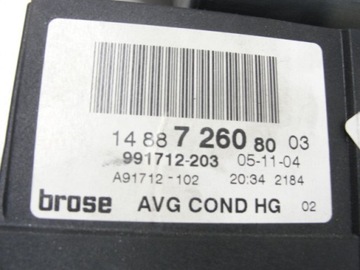 14 88 7 260 80 03
991712-203 05-11-04
A91712-102 20:34 2184
brose AVG COND HG 02